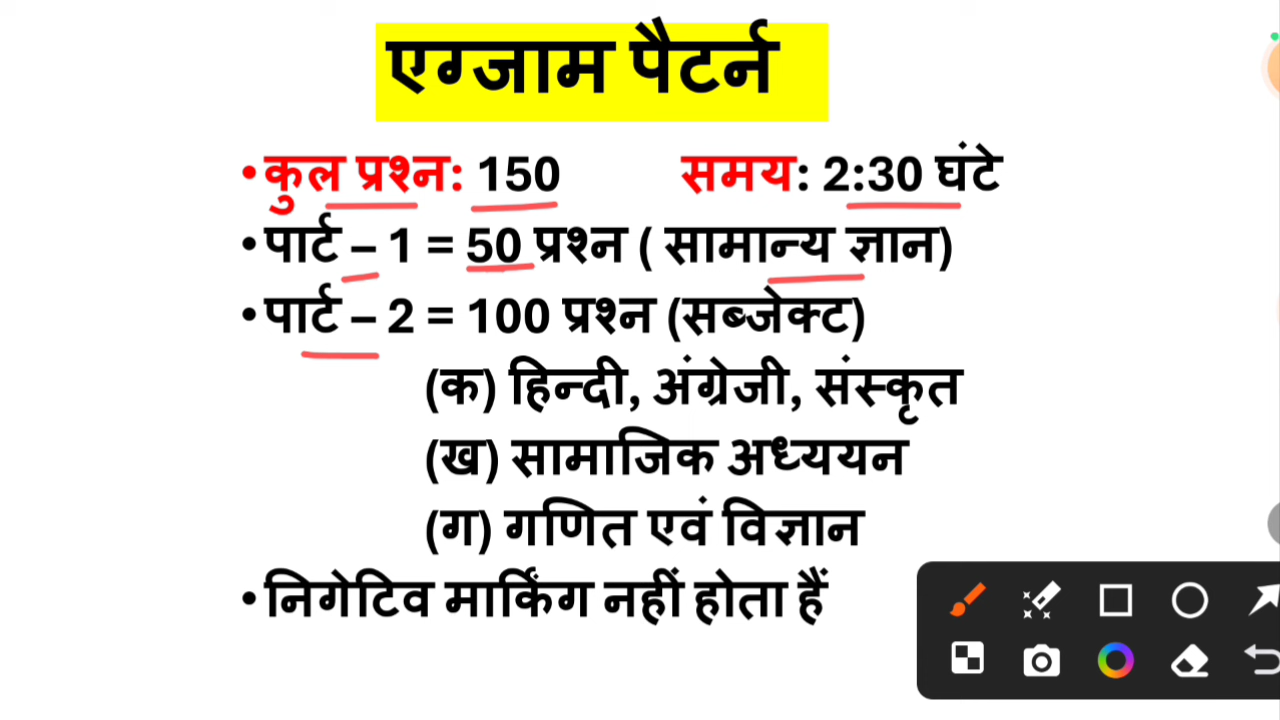 एग्जाम पैटर्न
•कुल प्रश्न: 150 समय: 2:30 घंटे
•पार्ट – 1 = 50 प्रश्न ( सामान्य ज्ञान)
•पार्ट – 2 = 100 प्रश्न (सब्जेक्ट)
(क) हिन्दी, अंग्रेजी, संस्कृत
(ख) सामाजिक अध्ययन
(ग) गणित एवं विज्ञान
•निगेटिव मार्किंग नहीं होता हैं